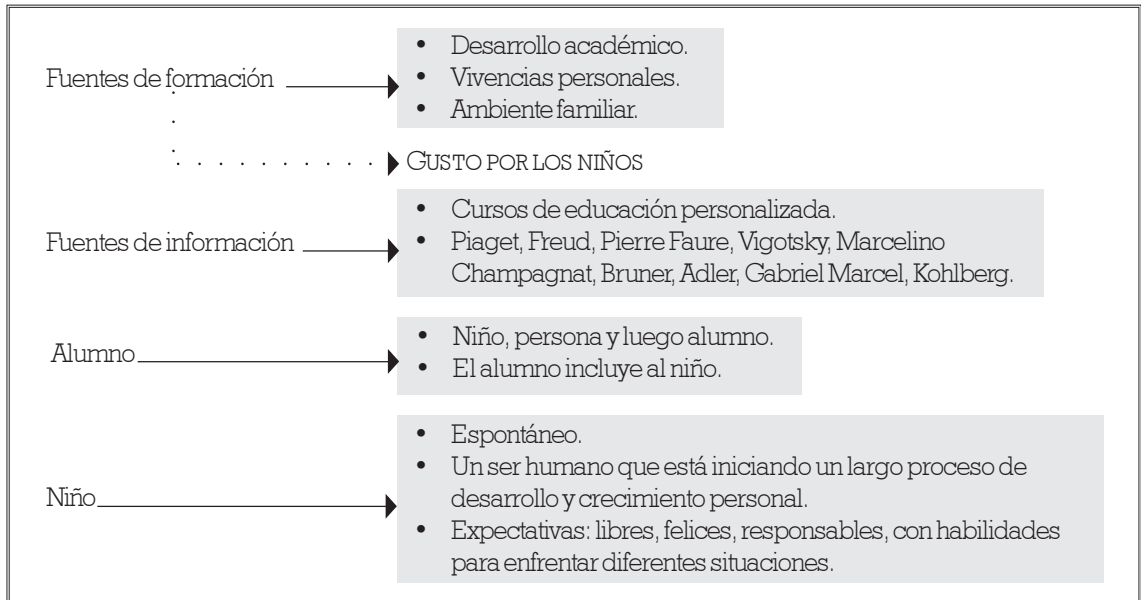 Fuentes de formación
• Desarrollo académico.
• Vivencias personales.
• Ambiente familiar.
GUSTO POR LOS NIÑOS
Fuentes de información
• Cursos de educación personalizada.
• Piaget, Freud, Pierre Faure, Vigotsky, Marcelino
Champagnat, Bruner, Adler, Gabriel Marcel, Kohlberg.
Alumno
• Niño, persona y luego alumno.
• El alumno incluye al niño.
Niño
• Espontáneo.
• Un ser humano que está iniciando un largo proceso de
desarrollo y crecimiento personal.
• Expectativas: libres, felices, responsables, con habilidades
para enfrentar diferentes situaciones.